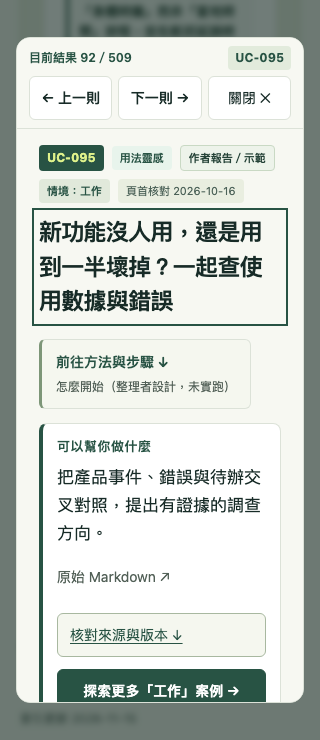 目前結果 92 / 509
UC-095
← 上一則
下一則 →
關閉 ×
UC-095
用法靈感
作者報告 / 示範
情境：工作
頁首核對 2026-10-16
新功能沒人用，還是用
到一半壞掉？一起查使
用數據與錯誤
前往方法與步驟 ↓
怎麼開始（整理者設計，未實跑）
可以幫你做什麼
把產品事件、錯誤與待辦交
叉對照，提出有證據的調查
方向。
原始 Markdown ↗
核對來源與版本 ↓
探索更多「工作」案例 →